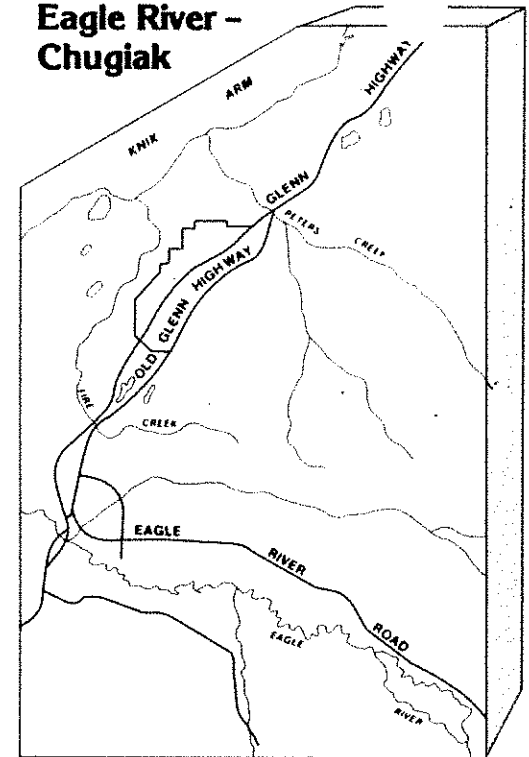 Eagle River –
Chugiak
KNIK ARM
GLENN HIGHWAY
PETERS CREEK
OLD GLENN HIGHWAY
FIRE CREEK
EAGLE RIVER ROAD
EAGLE RIVER